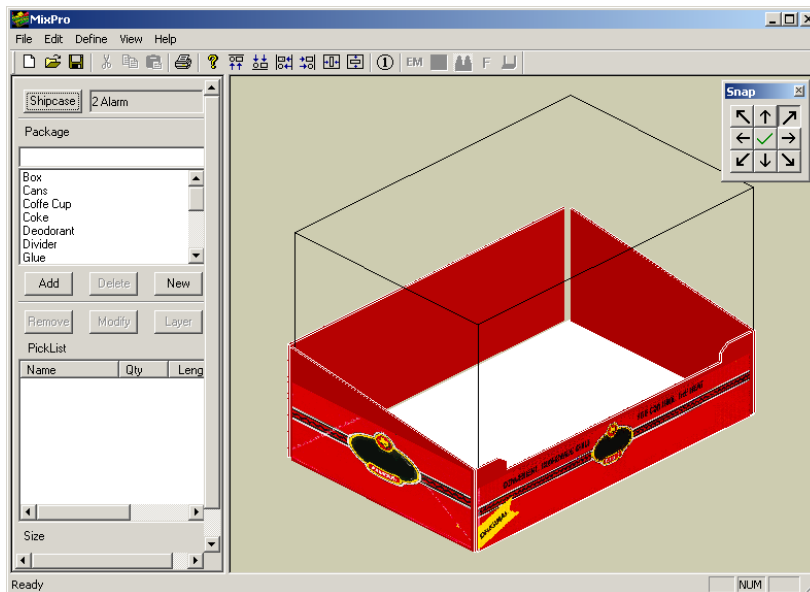 MixPro
File Edit Define View Help
EM F
Shipcase 2 Alarm
Package
Box
Cans
Coffe Cup
Coke
Deodorant
Divider
Glue
Add Delete New
Remove Modify Layer
PickList
Name Qty Leng
Size
Ready
NUM
Snap
ORIGINAL